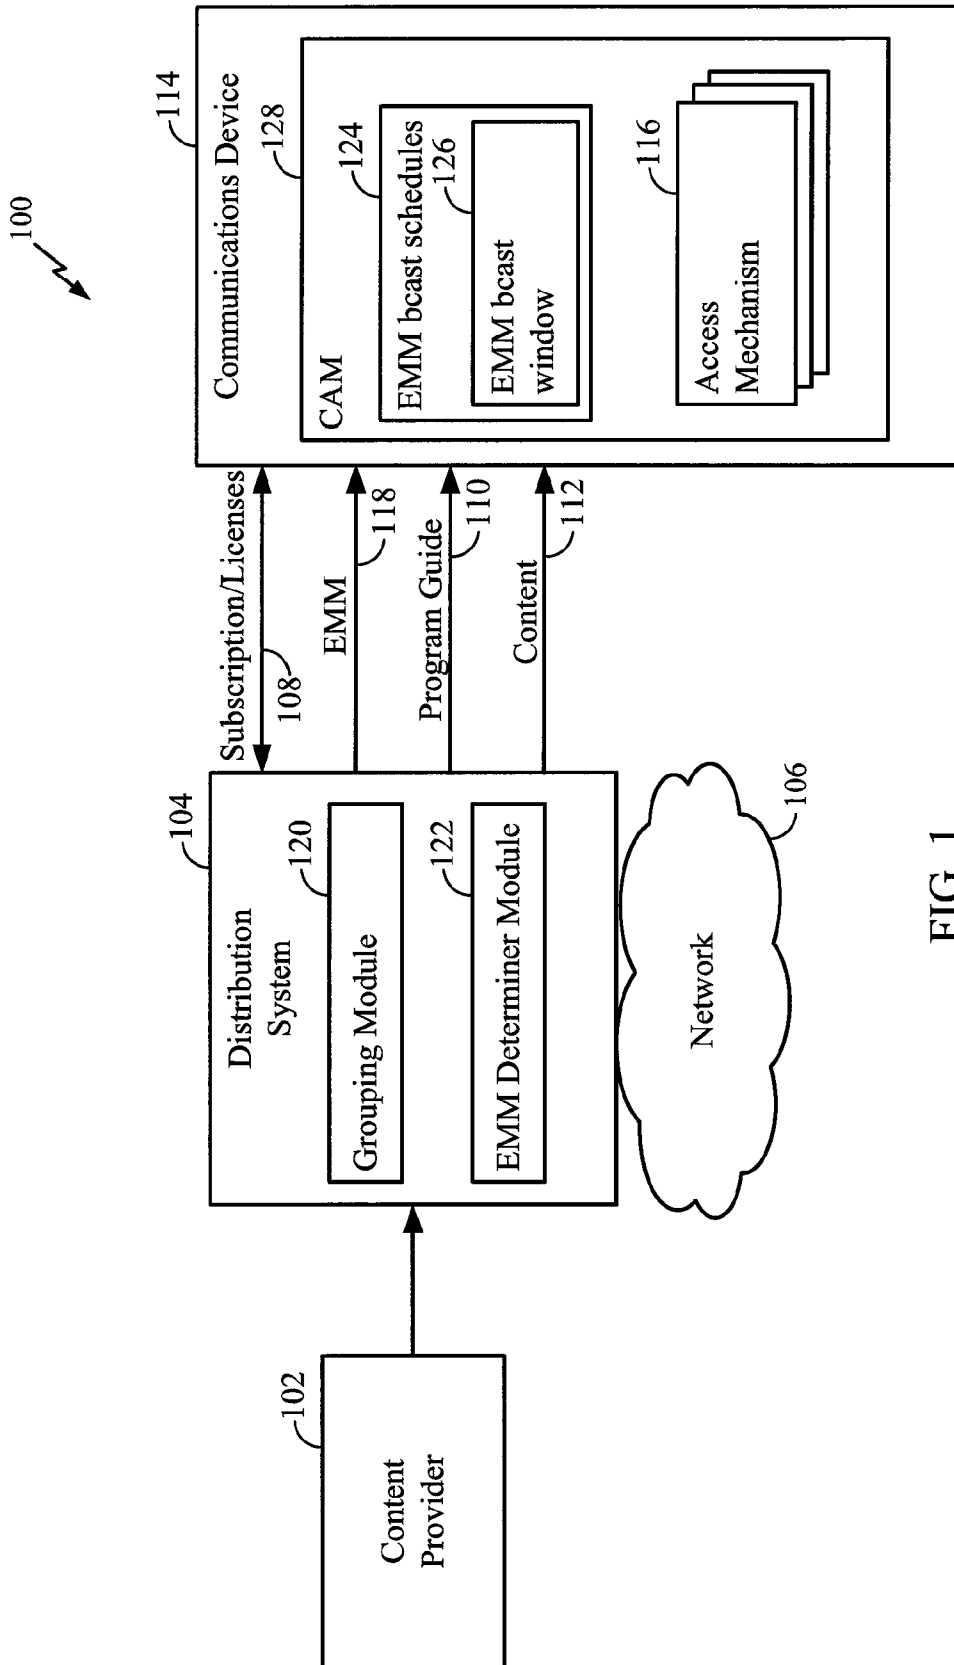 100
Content
Provider
102
Distribution
System
104
Grouping Module
120
EMM Determiner Module
122
Network
106
Subscription/Licenses
108
EMM
118
Program Guide
110
Content
112
Communications Device
114
CAM
128
EMM bcast schedules
124
EMM bcast
window
126
Access
Mechanism
116
FIG. 1